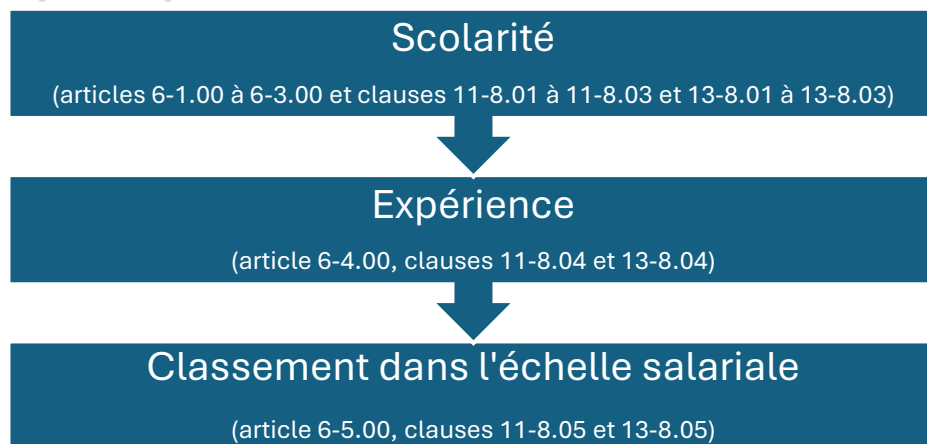 Scolarité
(articles 6-1.00 à 6-3.00 et clauses 11-8.01 à 11-8.03 et 13-8.01 à 13-8.03)
Expérience
(article 6-4.00, clauses 11-8.04 et 13-8.04)
Classement dans l'échelle salariale
(article 6-5.00, clauses 11-8.05 et 13-8.05)